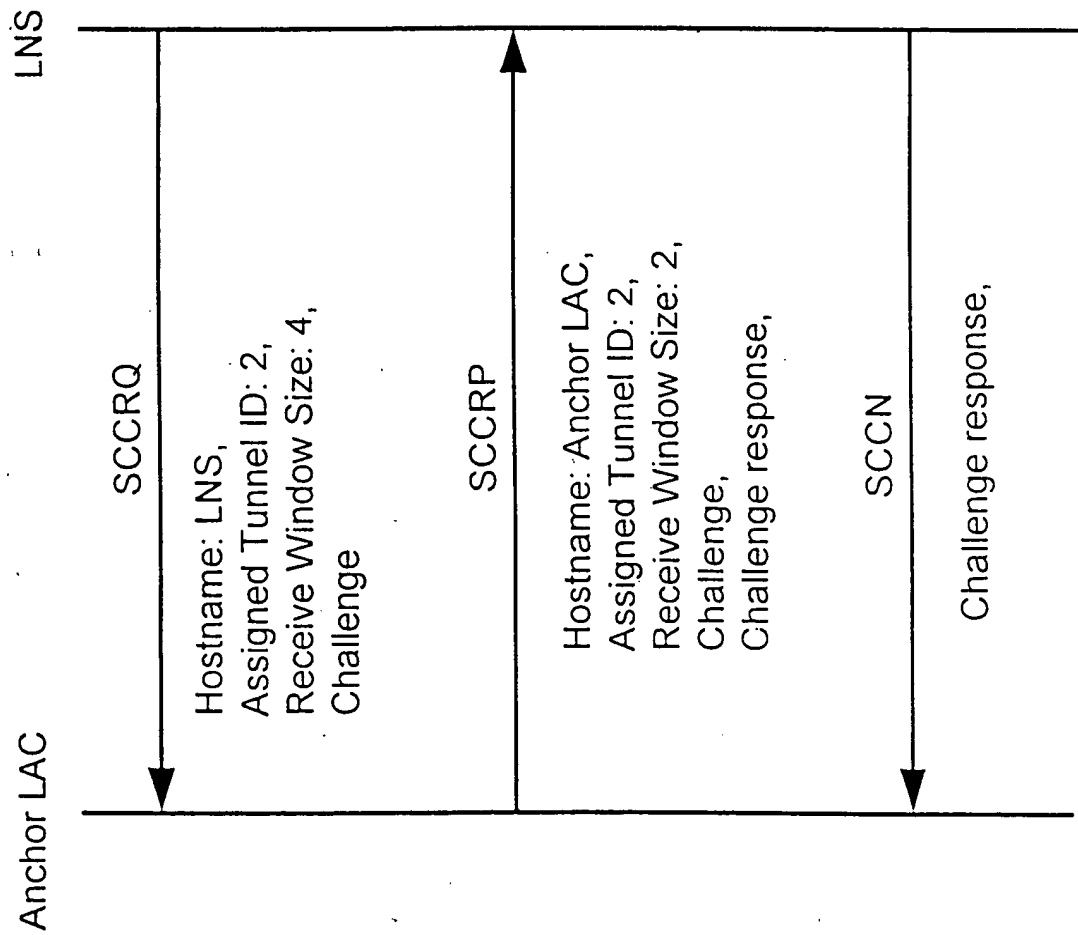 Anchor LAC
LNS
SCCRQ
Hostname: LNS,
Assigned Tunnel ID: 2,
Receive Window Size: 4,
Challenge
SCCRP
Hostname: Anchor LAC,
Assigned Tunnel ID: 2,
Receive Window Size: 2,
Challenge,
Challenge response,
SCCN
Challenge response,